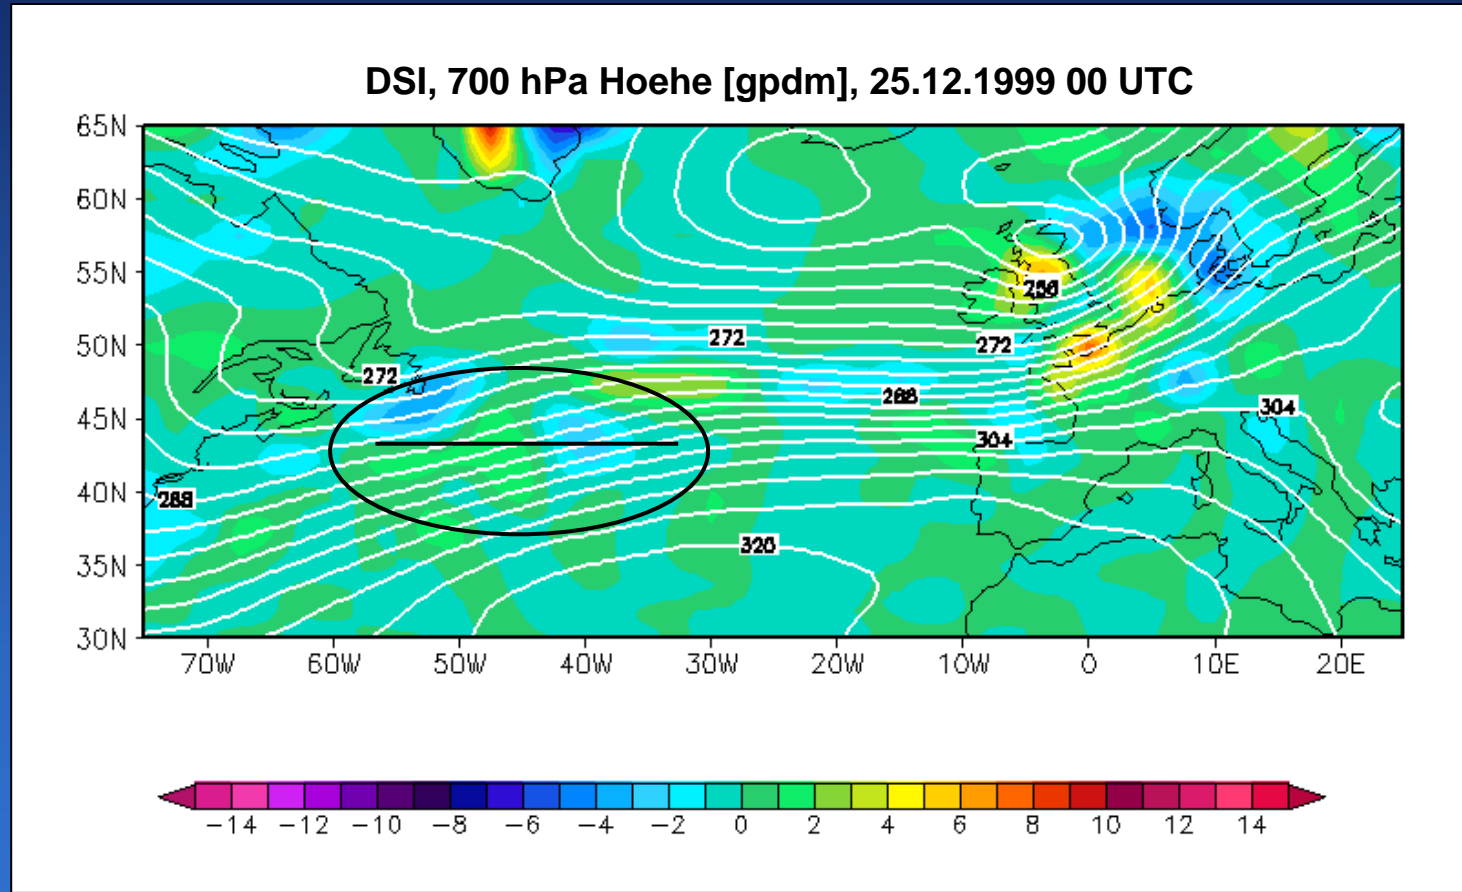 DSI, 700 hPa Hoehe [gpdm], 25.12.1999 00 UTC
65N
60N
55N
50N
45N
40N
35N
30N
256
272
272
272
288
304
304
288
320
70W 60W 50W 40W 30W 20W 10W 0 10E 20E
−14 −12 −10 −8 −6 −4 −2 0 2 4 6 8 10 12 14